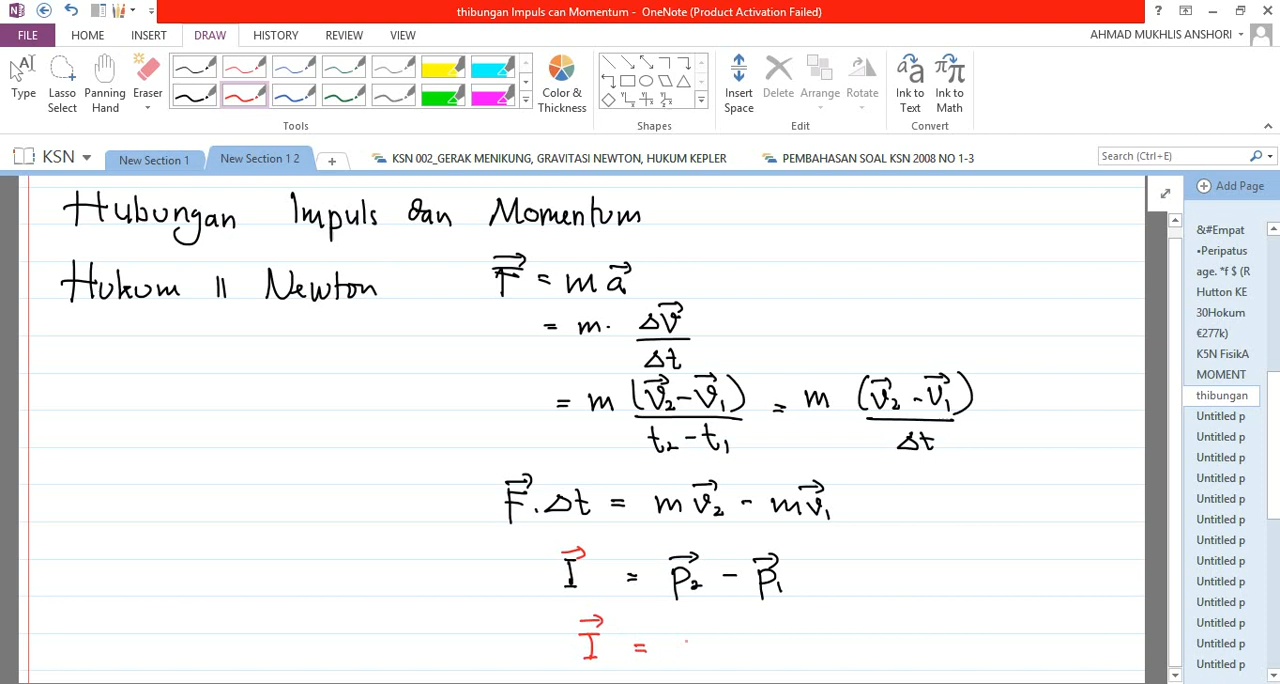 thibungan Impuls can Momentum - OneNote (Product Activation Failed)
?
FILE HOME INSERT DRAW HISTORY REVIEW VIEW
AHMAD MUKHLIS ANSHORI
Type
Lasso Select
Panning Hand
Eraser
Color & Thickness
Insert Space
Delete
Arrange
Rotate
Ink to Text
Ink to Math
Tools
Shapes
Edit
Convert
KSN
New Section 1
New Section 1 2
KSN 002_GERAK MENIKUNG, GRAVITASI NEWTON, HUKUM KEPLER
PEMBAHASAN SOAL KSN 2008 NO 1-3
Search (Ctrl+E)
Add Page
Hubungan Impuls dan Momentum
Hukum II Newton F⃗ = m a⃗
= m . Δv⃗ / Δt
= m (v⃗₂ - v⃗₁) / t₂ - t₁ = m (v⃗₂ - v⃗₁) / Δt
F⃗ . Δt = m v⃗₂ - m v⃗₁
I⃗ = p⃗₂ - p⃗₁
I⃗ =
&#Empat
•Peripatus
age. *f $ (R
Hutton KE
30Hokum
€277k)
K5N FisikA
MOMENT
thibungan
Untitled p
Untitled p
Untitled p
Untitled p
Untitled p
Untitled p
Untitled p
Untitled p
Untitled p
Untitled p
Untitled p
Untitled p
Untitled p